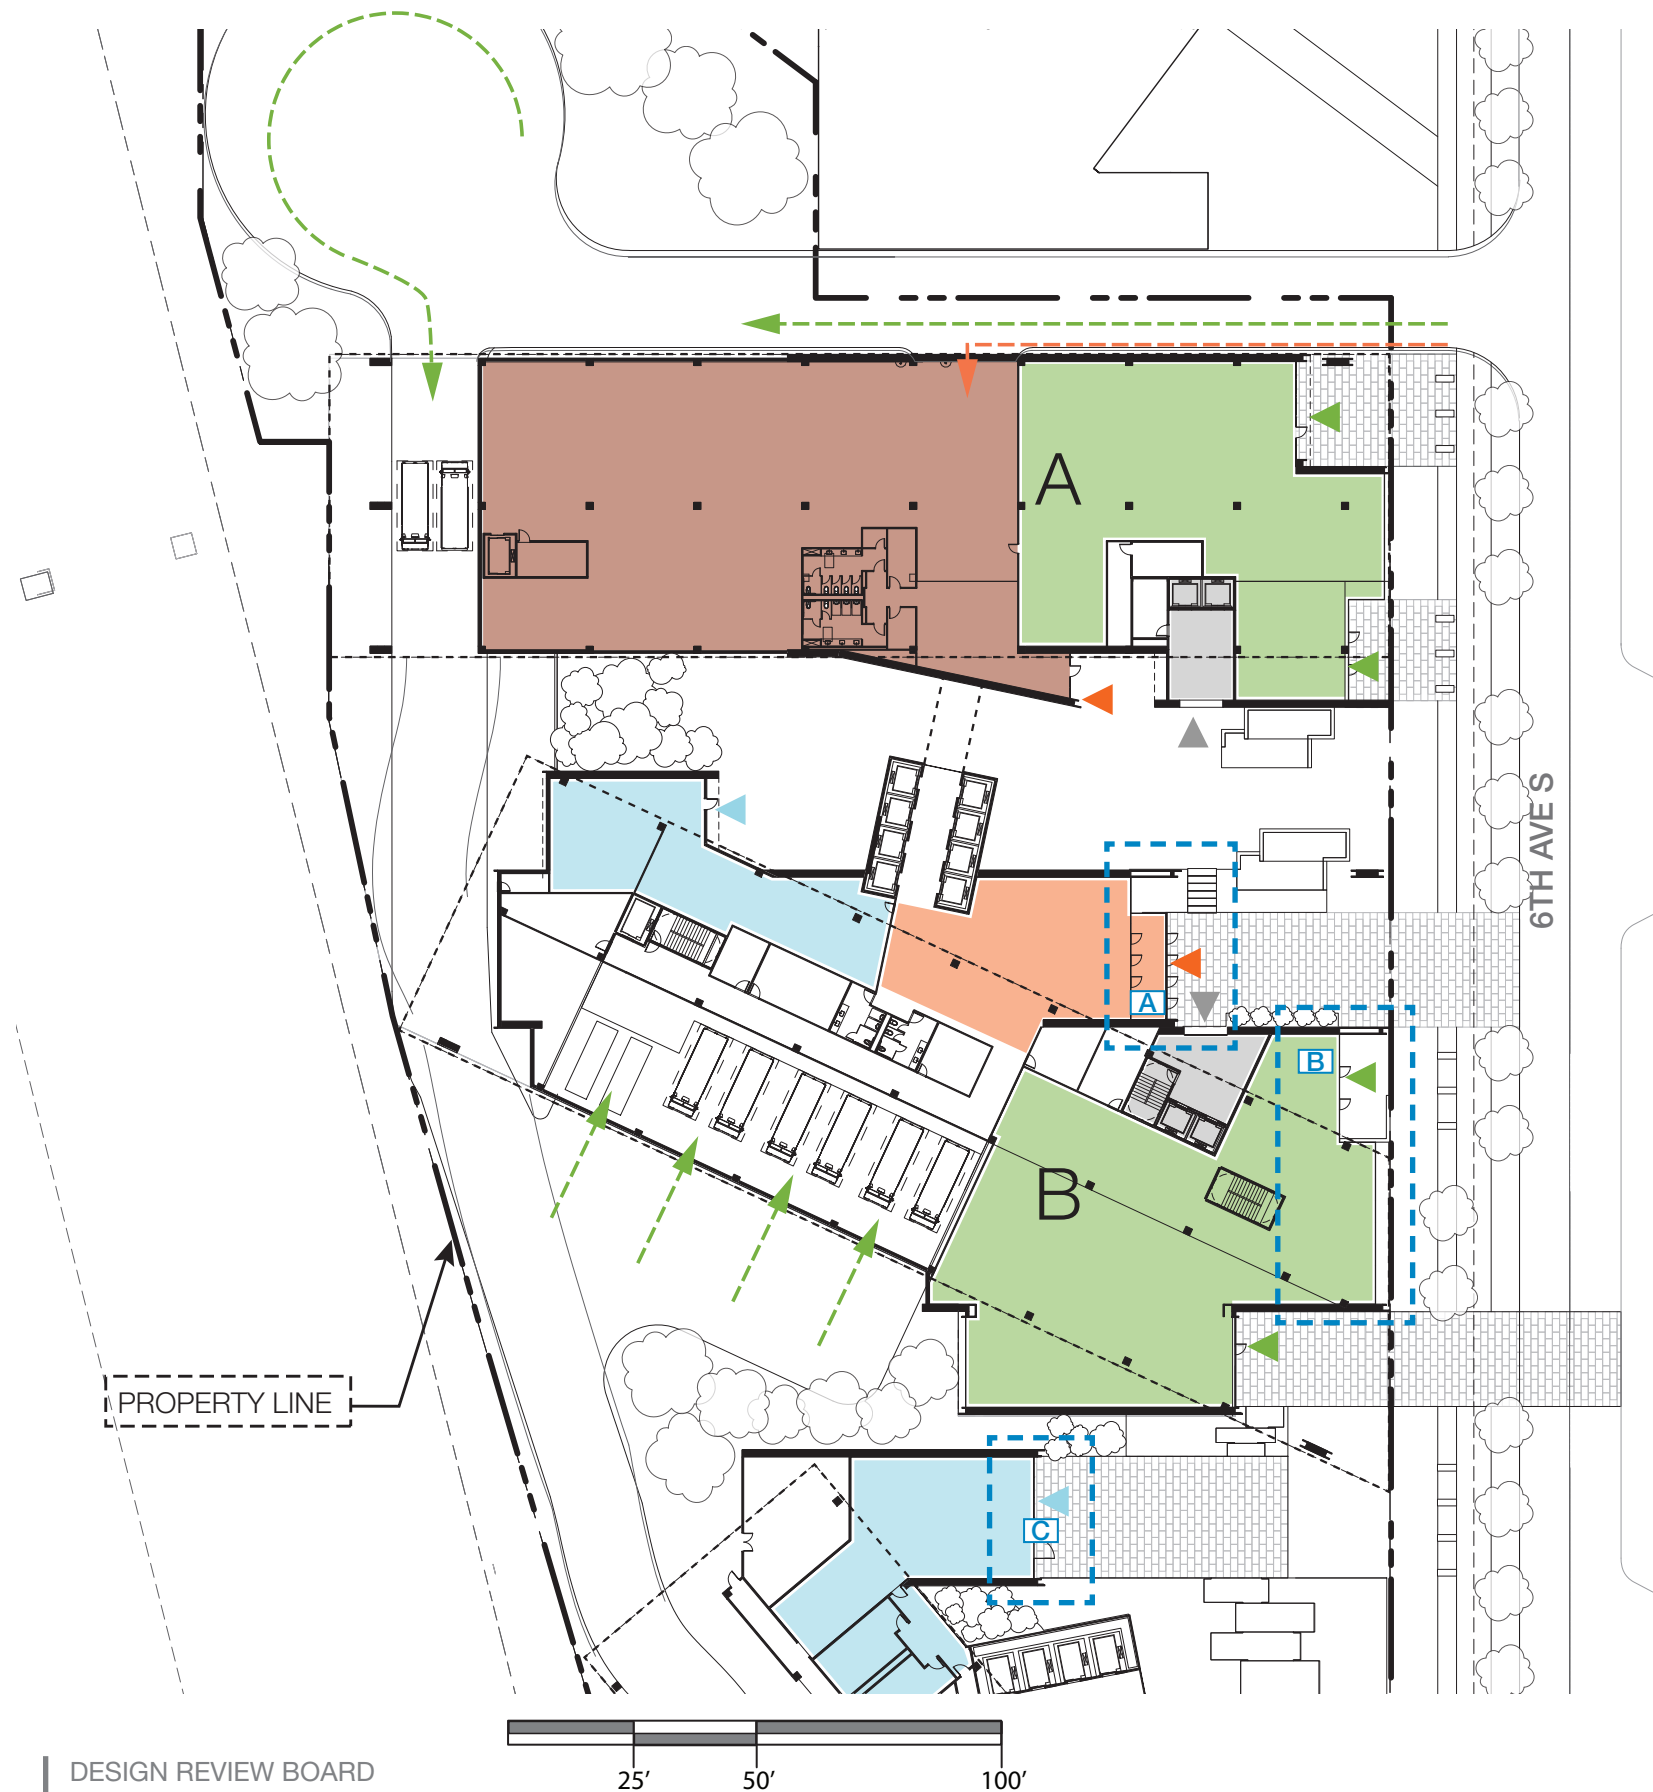 A
6TH AVE S
A
B
B
PROPERTY LINE
C
25’
50’
100’
DESIGN REVIEW BOARD